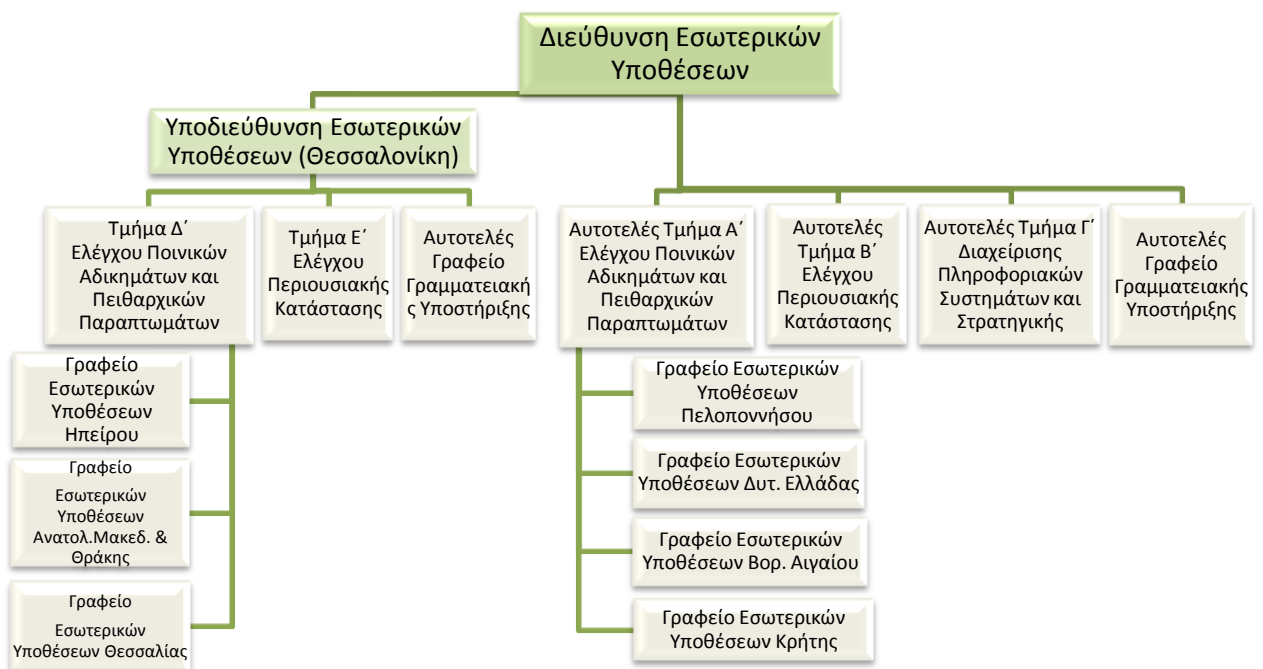 Διεύθυνση Εσωτερικών
Υποθέσεων
Υποδιεύθυνση Εσωτερικών
Υποθέσεων (Θεσσαλονίκη)
Τμήμα Δ΄
Ελέγχου Ποινικών
Αδικημάτων και
Πειθαρχικών
Παραπτωμάτων
Τμήμα Ε΄
Ελέγχου
Περιουσιακής
Κατάστασης
Αυτοτελές
Γραφείο
Γραμματειακή
ς Υποστήριξης
Αυτοτελές Τμήμα Α΄
Ελέγχου Ποινικών
Αδικημάτων και
Πειθαρχικών
Παραπτωμάτων
Αυτοτελές
Τμήμα Β΄
Ελέγχου
Περιουσιακής
Κατάστασης
Αυτοτελές Τμήμα Γ΄
Διαχείρισης
Πληροφοριακών
Συστημάτων και
Στρατηγικής
Αυτοτελές
Γραφείο
Γραμματειακής
Υποστήριξης
Γραφείο
Εσωτερικών
Υποθέσεων
Ηπείρου
Γραφείο
Εσωτερικών
Υποθέσεων
Ανατολ.Μακεδ. &
Θράκης
Γραφείο
Εσωτερικών
Υποθέσεων Θεσσαλίας
Γραφείο Εσωτερικών
Υποθέσεων
Πελοποννήσου
Γραφείο Εσωτερικών
Υποθέσεων Δυτ. Ελλάδας
Γραφείο Εσωτερικών
Υποθέσεων Βορ. Αιγαίου
Γραφείο Εσωτερικών
Υποθέσεων Κρήτης